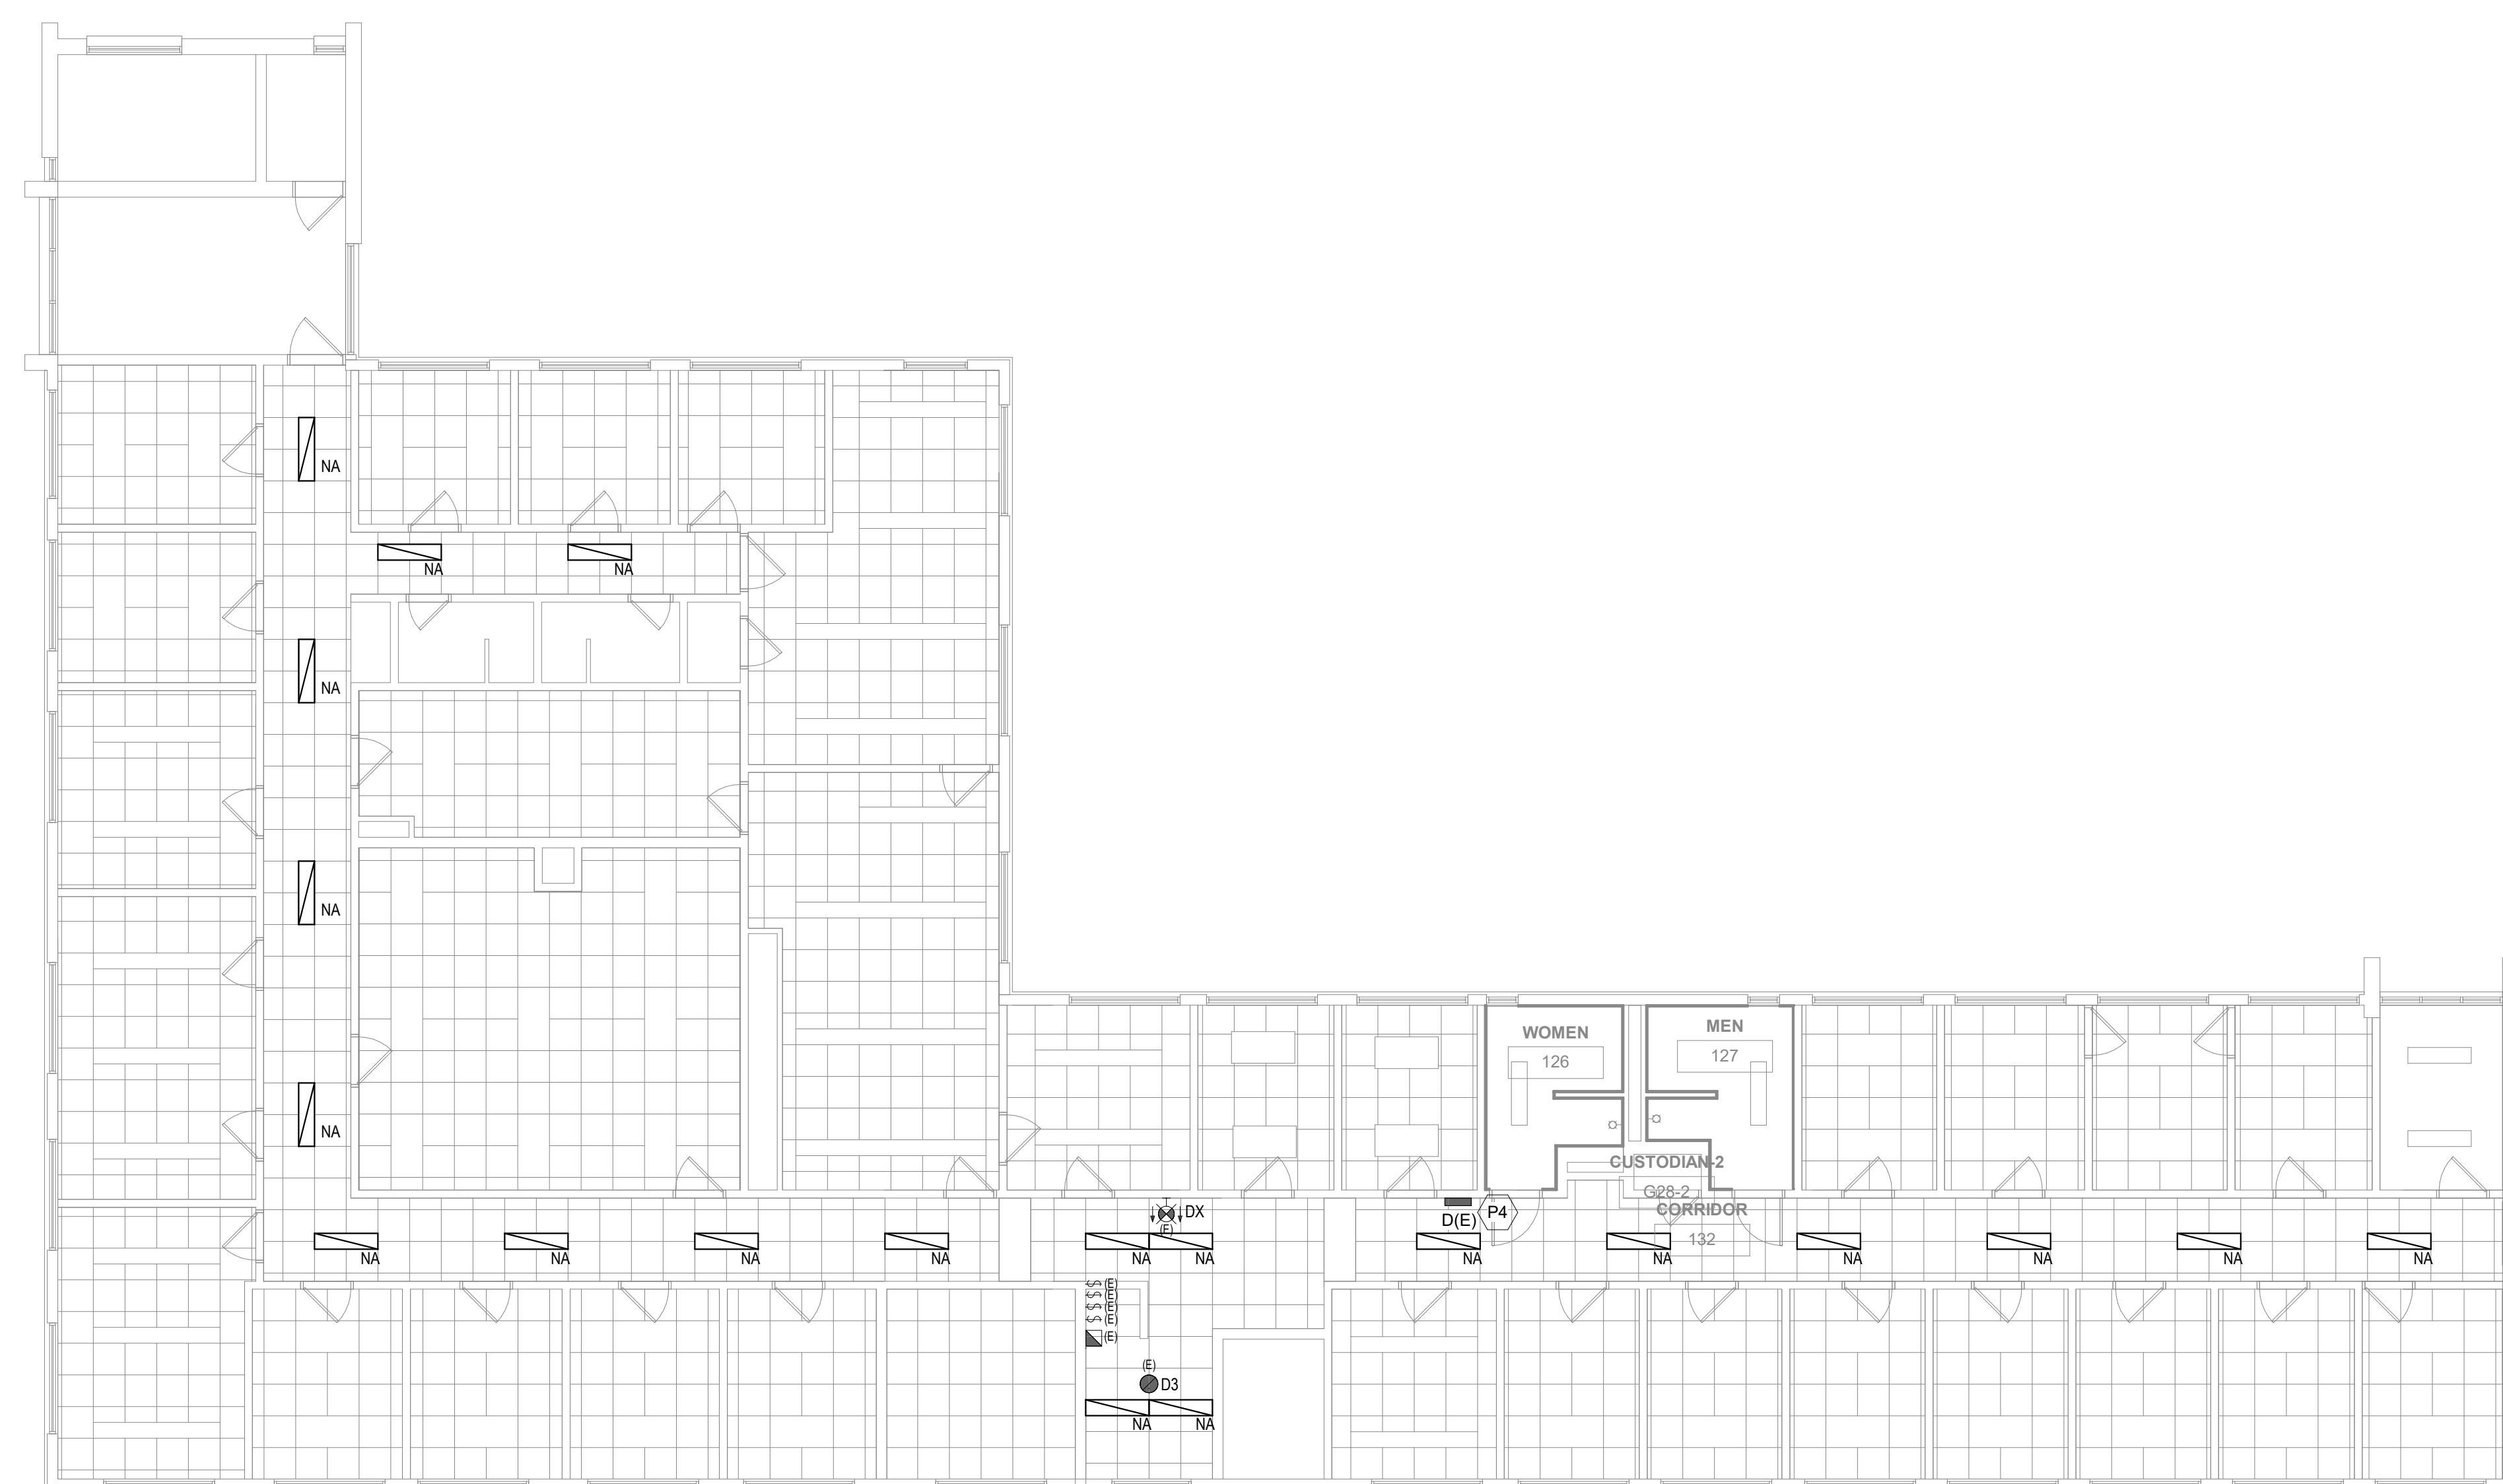 NA
NA
NA
NA
NA
NA
WOMEN
126
MEN
127
CUSTODIAN-2
G28-2
CORRIDOR
132
DX
(E)
D(E)
P4
NA
NA
NA
NA
NA
NA
NA
NA
NA
NA
NA
NA
(E)
(E)
(E)
(E)
(E)
(E)
D3
NA
NA